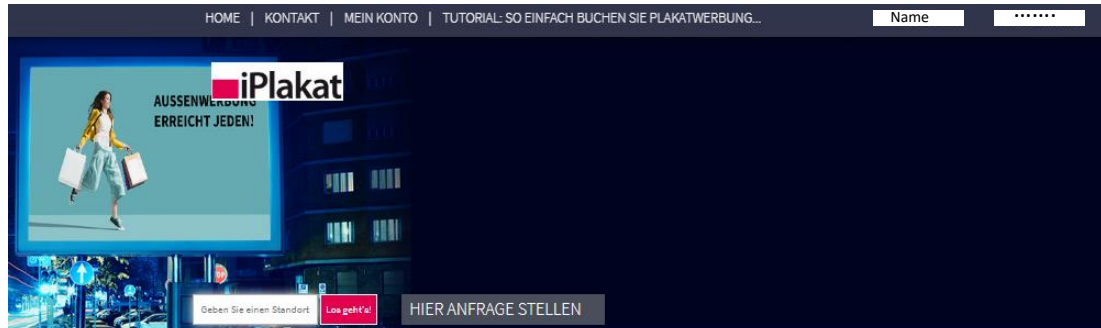 HOME | KONTAKT | MEIN KONTO | TUTORIAL: SO EINFACH BUCHEN SIE PLAKATWERBUNG... Name .......
iPlakat
AUSSENWERBUNG
ERREICHT JEDEN!
Geben Sie einen Standort Los geht's! HIER ANFRAGE STELLEN